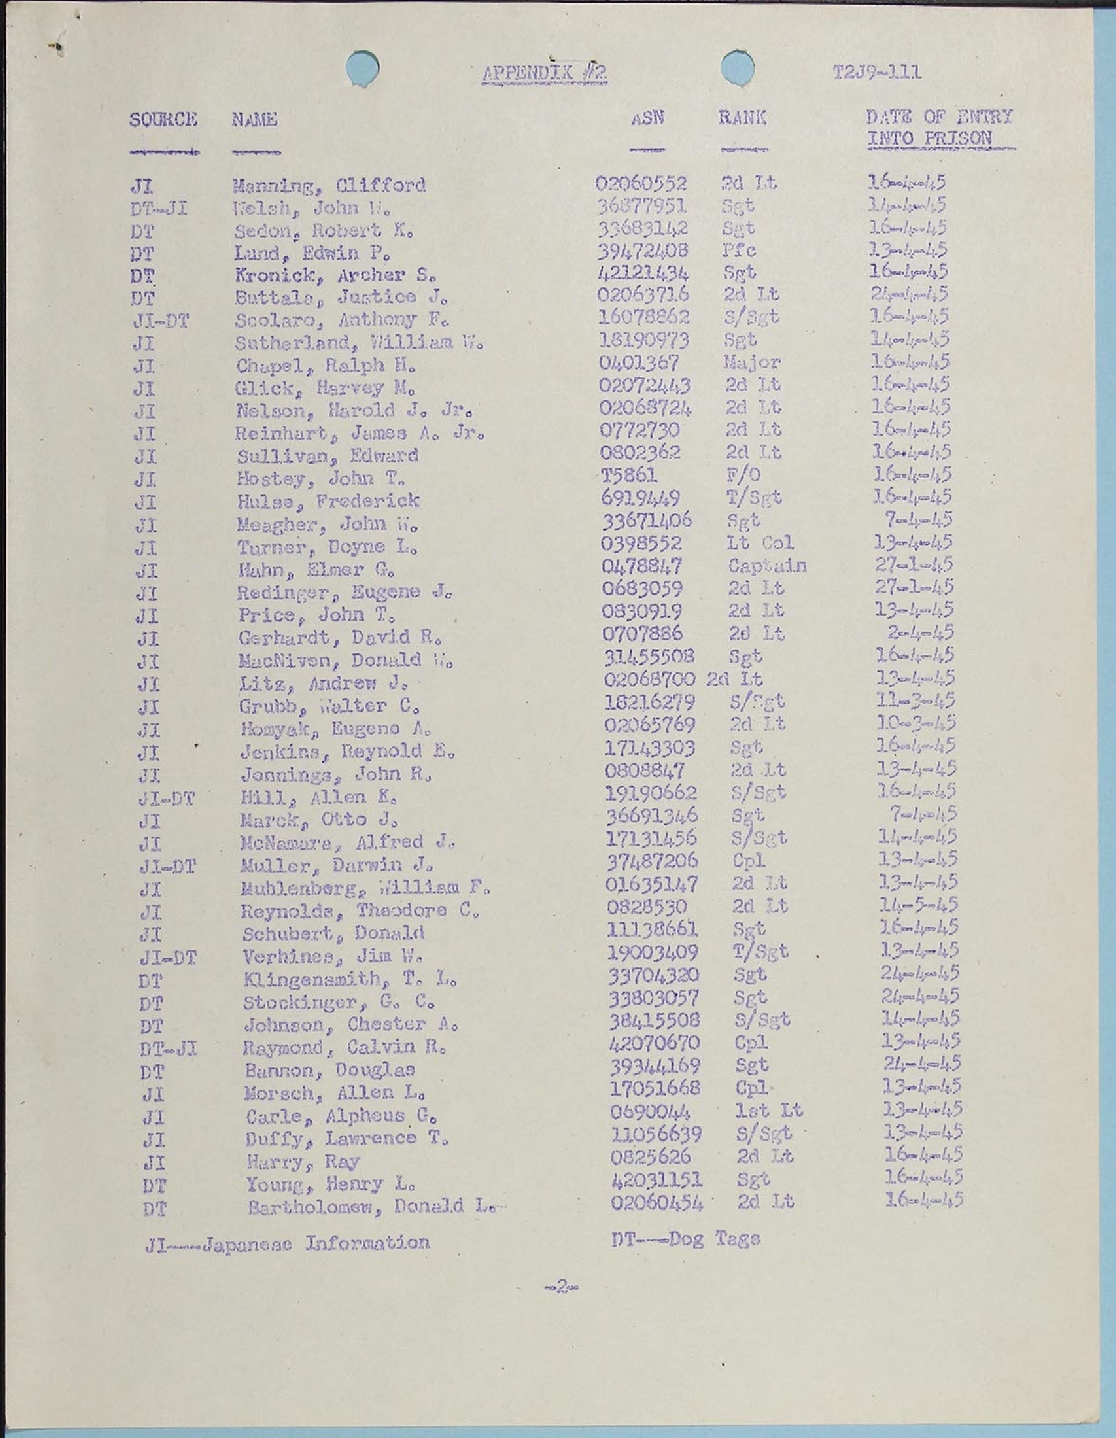 APPENDIX #2 T2J9-111
SOURCE NAME ASN RANK DATE OF ENTRY
INTO PRISON
JI Manning, Clifford 02060552 2d Lt 16-4-45
DT-JI Welsh, John W. 36877951 Sgt 14-4-45
DT Sedon, Robert K. 33683142 Sgt 16-4-45
DT Lund, Edwin P. 39472408 Pfc 13-4-45
DT Kronick, Archer S. 42121434 Sgt 16-4-45
DT Buttala, Justice J. 02063716 2d Lt 24-4-45
JI-DT Scolaro, Anthony F. 16078862 S/Sgt 16-4-45
JI Sutherland, William W. 18190973 Sgt 14-4-45
JI Chapel, Ralph H. 0401367 Major 16-4-45
JI Glick, Harvey M. 02072443 2d Lt 16-4-45
JI Nelson, Harold J. Jr. 02068724 2d Lt 16-4-45
JI Reinhart, James A. Jr. 0772730 2d Lt 16-4-45
JI Sullivan, Edward 0802362 2d Lt 16-4-45
JI Hostey, John T. T5861 F/O 16-4-45
JI Hulse, Frederick 6919449 T/Sgt 16-4-45
JI Meagher, John W. 33671406 Sgt 7-4-45
JI Turner, Doyne L. 0398552 Lt Col 13-4-45
JI Hahn, Elmer G. 0478847 Captain 27-1-45
JI Redinger, Eugene J. 0683059 2d Lt 27-1-45
JI Price, John T. 0830919 2d Lt 13-4-45
JI Gerhardt, David R. 0707886 2d Lt 2-4-45
JI MacNiven, Donald W. 31455508 Sgt 16-4-45
JI Litz, Andrew J. 02068700 2d Lt 13-4-45
JI Grubb, Walter C. 18216279 S/Sgt 11-3-45
JI Homyak, Eugene A. 02065769 2d Lt 10-3-45
JI Jenkins, Reynold E. 17143303 Sgt 16-4-45
JI Jennings, John R. 0808847 2d Lt 13-4-45
JI-DT Hill, Allen K. 19190662 S/Sgt 16-4-45
JI Marek, Otto J. 36691346 Sgt 7-4-45
JI McNamara, Alfred J. 17131456 S/Sgt 14-4-45
JI-DT Muller, Darwin J. 37487206 Cpl 13-4-45
JI Muhlenberg, William F. 01635147 2d Lt 13-4-45
JI Reynolds, Theodore C. 0828530 2d Lt 14-5-45
JI Schubert, Donald 11138661 Sgt 16-4-45
JI-DT Verhines, Jim W. 19003409 T/Sgt 13-4-45
DT Klingensmith, T. L. 33704320 Sgt 24-4-45
DT Stockinger, G. C. 33803057 Sgt 24-4-45
DT Johnson, Chester A. 38415508 S/Sgt 14-4-45
DT-JI Raymond, Calvin R. 42070670 Cpl 13-4-45
DT Bannon, Douglas 39344169 Sgt 24-4-45
JI Morsch, Allen L. 17051668 Cpl 13-4-45
JI Carle, Alpheus G. 0690044 1st Lt 13-4-45
JI Duffy, Lawrence T. 11056639 S/Sgt 13-4-45
JI Harry, Ray 0825626 2d Lt 16-4-45
DT Young, Henry L. 42031151 Sgt 16-4-45
DT Bartholomew, Donald L. 02060454 2d Lt 16-4-45
JI----Japanese Information DT---Dog Tags
-2-